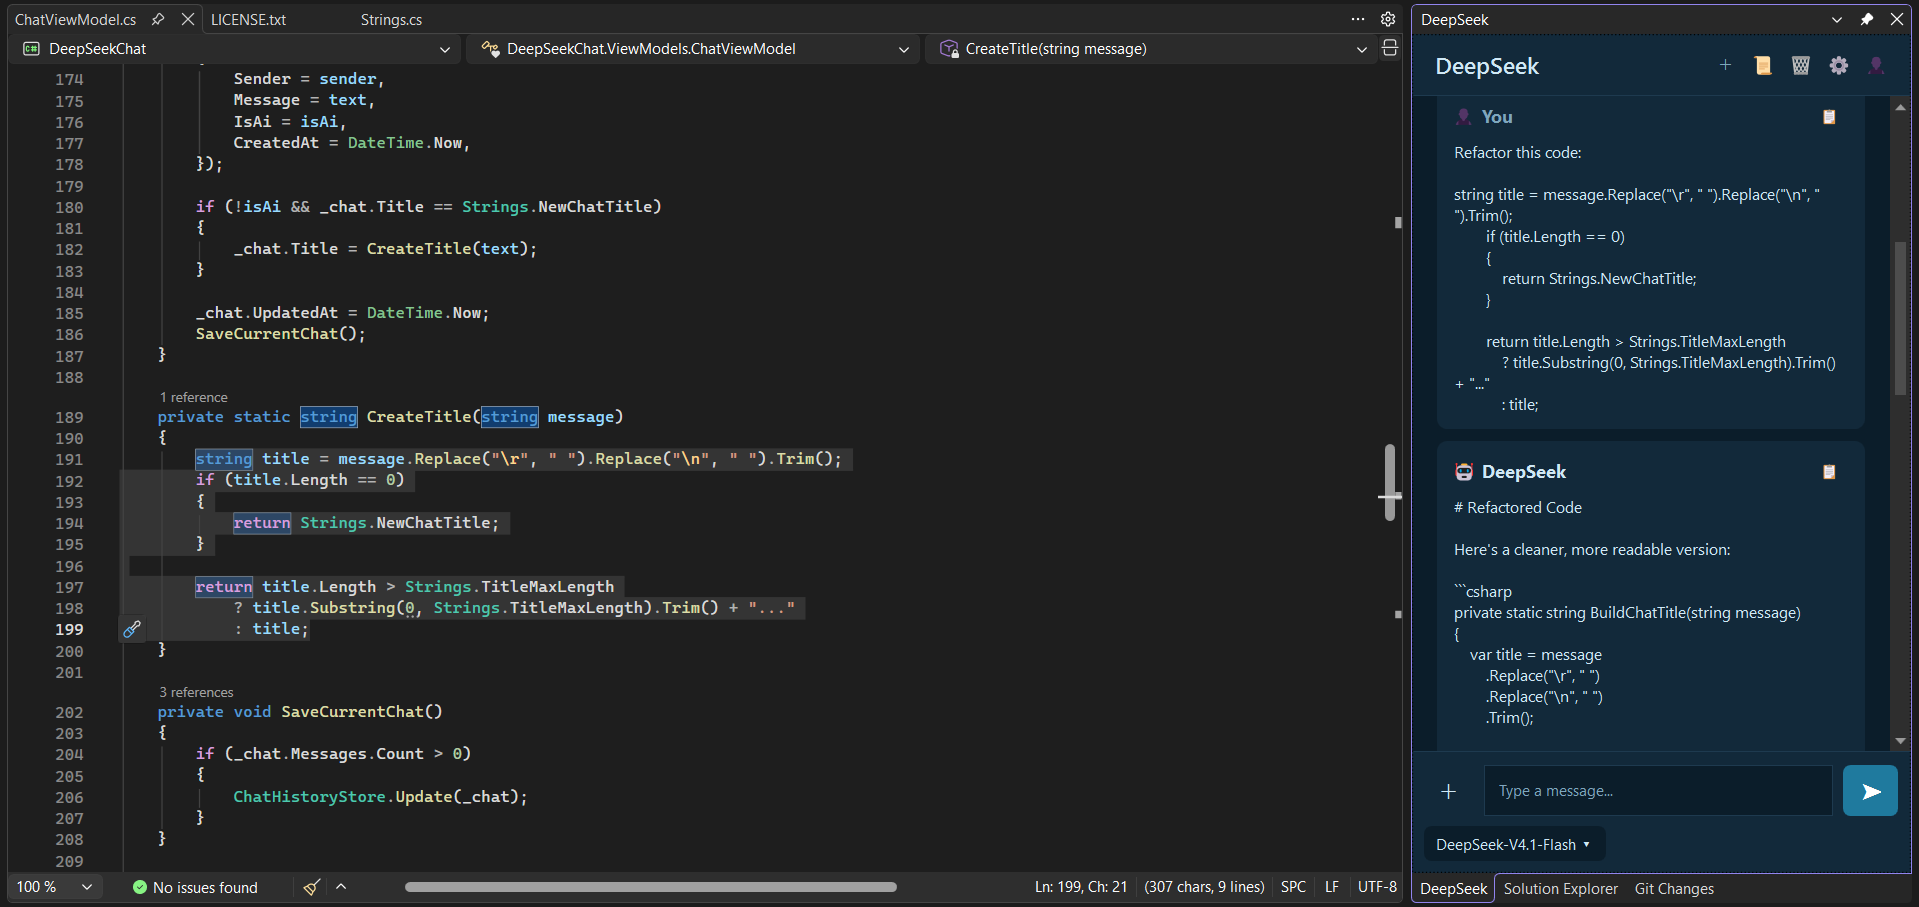 ChatViewModel.cs
LICENSE.txt
Strings.cs
DeepSeekChat
DeepSeekChat.ViewModels.ChatViewModel
CreateTitle(string message)
174 Sender = sender,
175 Message = text,
176 IsAi = isAi,
177 CreatedAt = DateTime.Now,
178 });
179
180 if (!isAi && _chat.Title == Strings.NewChatTitle)
181 {
182 _chat.Title = CreateTitle(text);
183 }
184
185 _chat.UpdatedAt = DateTime.Now;
186 SaveCurrentChat();
187 }
188
1 reference
189 private static string CreateTitle(string message)
190 {
191 string title = message.Replace("\r", " ").Replace("\n", " ").Trim();
192 if (title.Length == 0)
193 {
194 return Strings.NewChatTitle;
195 }
196
197 return title.Length > Strings.TitleMaxLength
198 ? title.Substring(0, Strings.TitleMaxLength).Trim() + "..."
199 : title;
200 }
201
3 references
202 private void SaveCurrentChat()
203 {
204 if (_chat.Messages.Count > 0)
205 {
206 ChatHistoryStore.Update(_chat);
207 }
208 }
209
100 %
No issues found
Ln: 199, Ch: 21
(307 chars, 9 lines)
SPC
LF
UTF-8
DeepSeek
DeepSeek
You
Refactor this code:
string title = message.Replace("\r", " ").Replace("\n", "
").Trim();
if (title.Length == 0)
{
return Strings.NewChatTitle;
}
return title.Length > Strings.TitleMaxLength
? title.Substring(0, Strings.TitleMaxLength).Trim()
+ "..."
: title;
DeepSeek
# Refactored Code
Here's a cleaner, more readable version:
```csharp
private static string BuildChatTitle(string message)
{
var title = message
.Replace("\r", " ")
.Replace("\n", " ")
.Trim();
Type a message...
DeepSeek-V4.1-Flash
DeepSeek
Solution Explorer
Git Changes